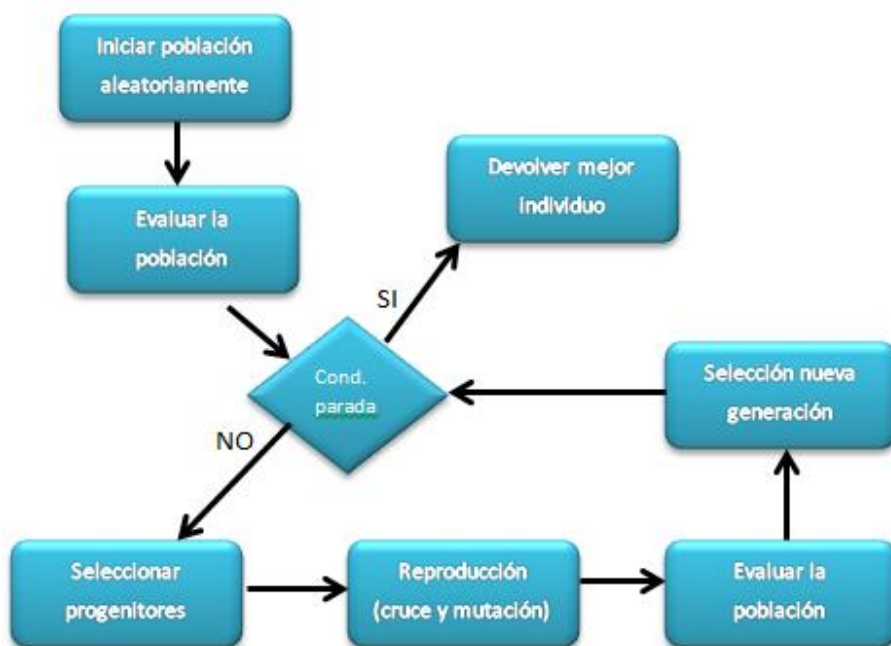 Iniciar población
aleatoriamente
Evaluar la
población
Devolver mejor
individuo
SI
Cond.
parada
NO
Selección nueva
generación
Seleccionar
progenitores
Reproducción
(cruce y mutación)
Evaluar la
población